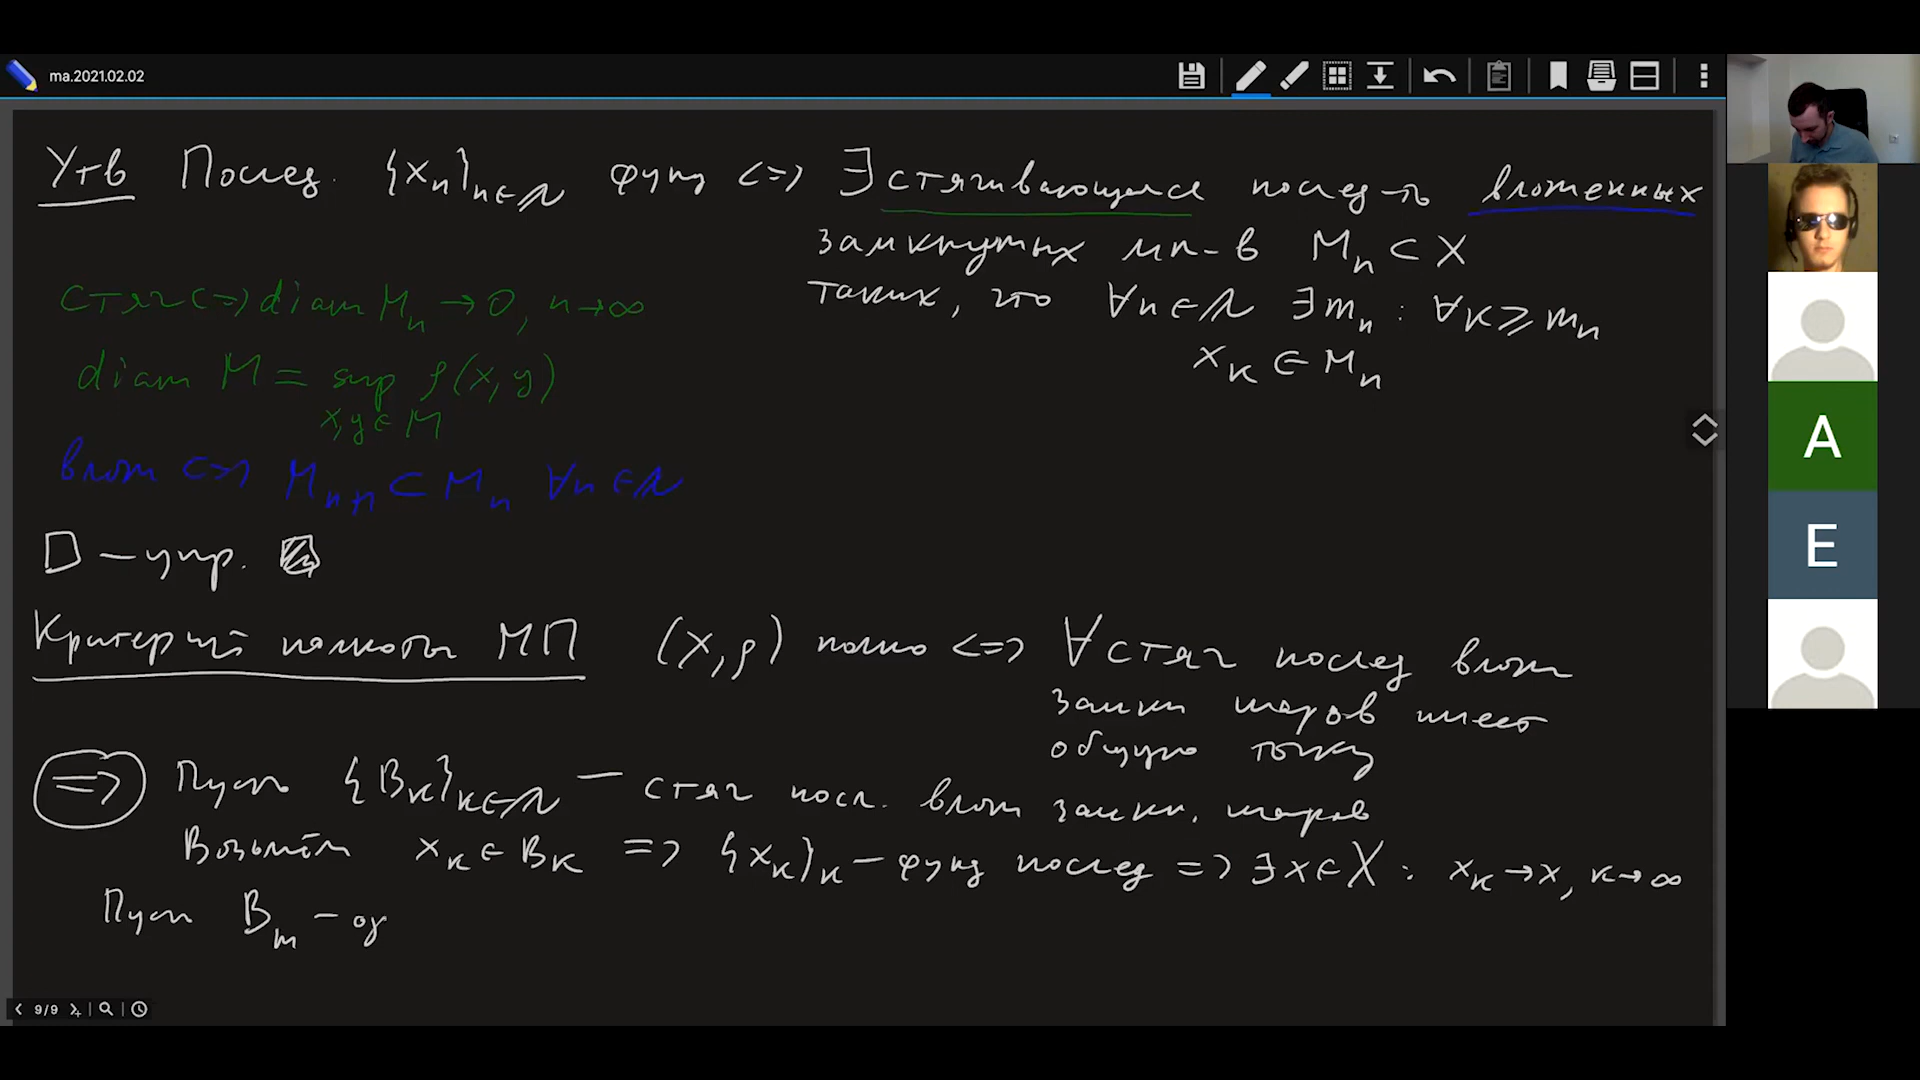 ma.2021.02.02
Утв Послед. {xₙ}ₙ∈ℕ фунд <=> ∃ стягивающаяся послед-ть вложенных
замкнутых мн-в Mₙ ⊂ X
таких, что ∀n∈ℕ ∃mₙ : ∀k ⩾ mₙ
xₖ ∈ Mₙ
стяг <=> diam Mₙ → 0, n→∞
diam M = sup ρ(x,y)
x,y∈M
влож <=> Mₙ₊₁ ⊂ Mₙ ∀n∈ℕ
□ – упр.
Критерий полноты МП (X,ρ) полно <=> ∀ стяг послед влож
замкн шаров имеет
общую точку
=> Пусть {Bₖ}ₖ∈ℕ – стяг посл. влож замкн. шаров
Возьмём xₖ ∈ Bₖ => {xₖ}ₖ – фунд послед => ∃x∈X : xₖ→x, k→∞
Пусть Bₘ –
9/9
A
E